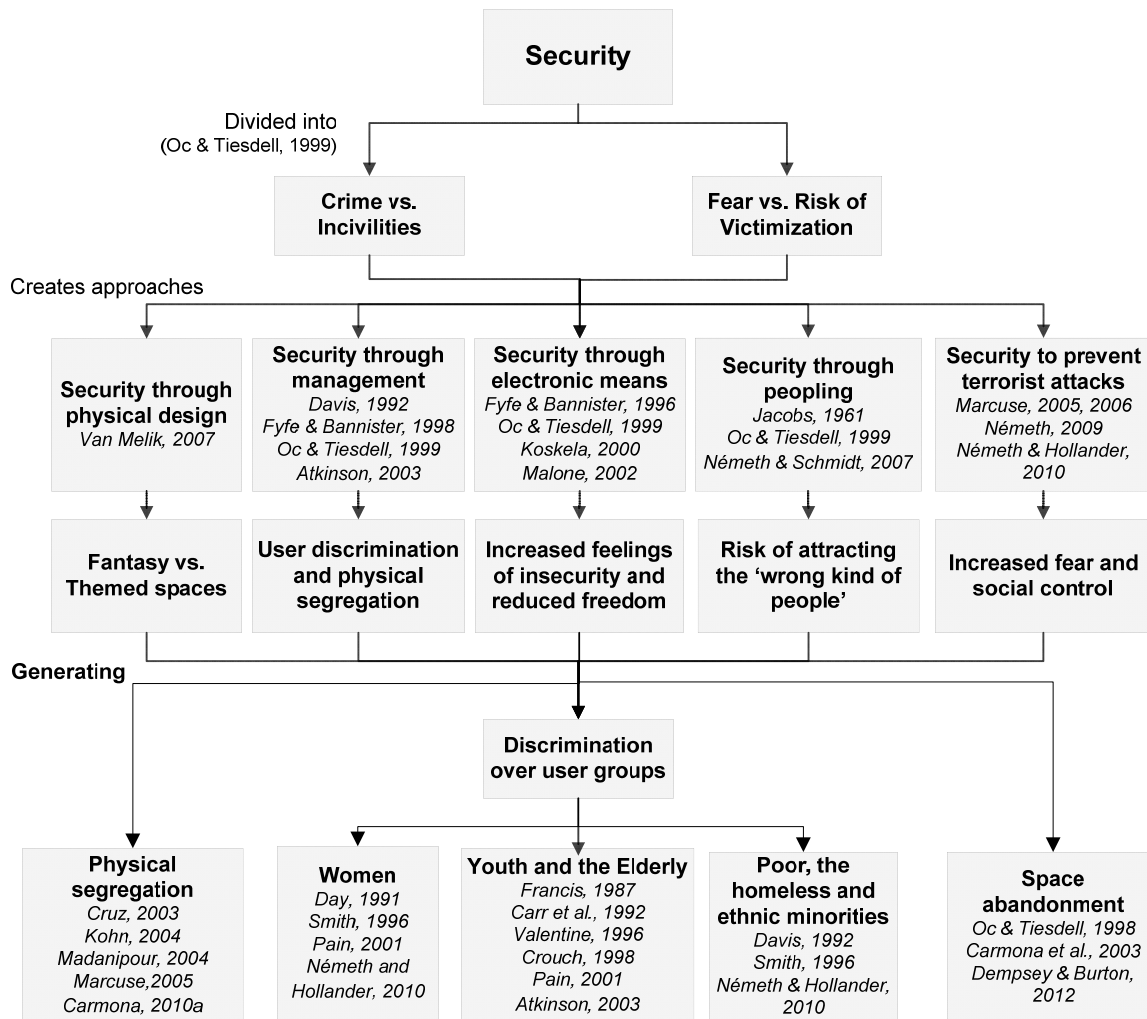 Security
Divided into
(Oc & Tiesdell, 1999)
Crime vs.
Incivilities
Fear vs. Risk of
Victimization
Creates approaches
Security through
physical design
Van Melik, 2007
Security through
management
Davis, 1992
Fyfe & Bannister, 1998
Oc & Tiesdell, 1999
Atkinson, 2003
Security through
electronic means
Fyfe & Bannister, 1996
Oc & Tiesdell, 1999
Koskela, 2000
Malone, 2002
Security through
peopling
Jacobs, 1961
Oc & Tiesdell, 1999
Németh & Schmidt, 2007
Security to prevent
terrorist attacks
Marcuse, 2005, 2006
Németh, 2009
Németh & Hollander,
2010
Fantasy vs.
Themed spaces
User discrimination
and physical
segregation
Increased feelings
of insecurity and
reduced freedom
Risk of attracting
the ‘wrong kind of
people’
Increased fear and
social control
Generating
Discrimination
over user groups
Physical
segregation
Cruz, 2003
Kohn, 2004
Madanipour, 2004
Marcuse,2005
Carmona, 2010a
Women
Day, 1991
Smith, 1996
Pain, 2001
Németh and
Hollander, 2010
Youth and the Elderly
Francis, 1987
Carr et al., 1992
Valentine, 1996
Crouch, 1998
Pain, 2001
Atkinson, 2003
Poor, the
homeless and
ethnic minorities
Davis, 1992
Smith, 1996
Németh & Hollander,
2010
Space
abandonment
Oc & Tiesdell, 1998
Carmona et al., 2003
Dempsey & Burton,
2012